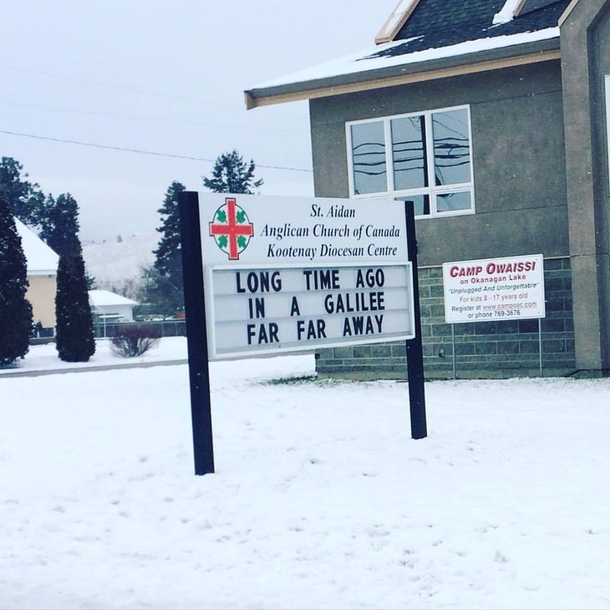 St. Aidan
Anglican Church of Canada
Kootenay Diocesan Centre
LONG TIME AGO
IN A GALILEE
FAR FAR AWAY
CAMP OWAISSI
on Okanagan Lake
"Unplugged And Unforgettable"
For kids 8 - 17 years old
Register at www.campoac.com
or phone 769-3676